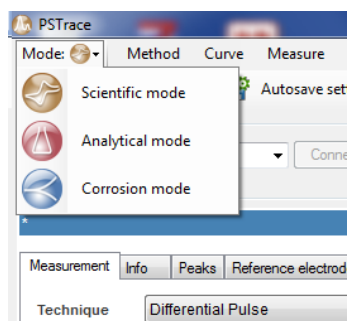 PSTrace
Mode: Method Curve Measure
Scientific mode
Autosave set
Analytical mode
Conne
Corrosion mode
*
Measurement Info Peaks Reference electrod
Technique Differential Pulse